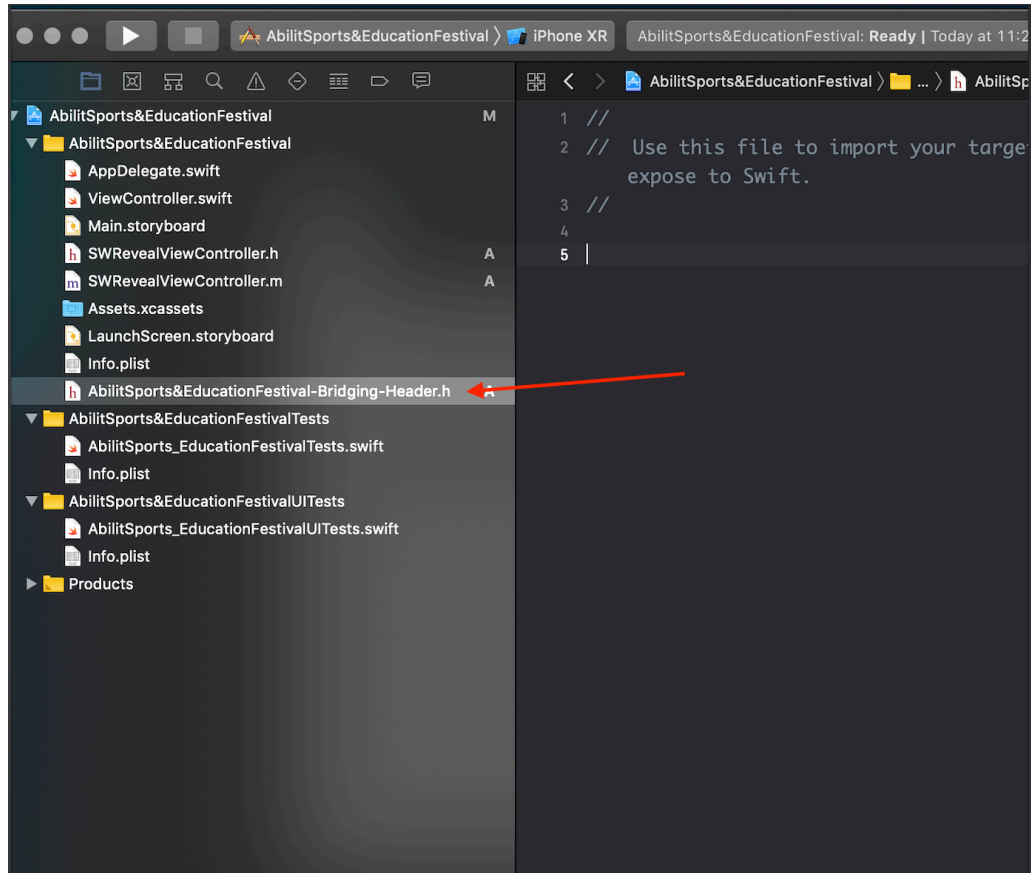 AbilitSports&EducationFestival 〉 iPhone XR
AbilitSports&EducationFestival: Ready | Today at 11:2
AbilitSports&EducationFestival 〉 ... 〉 h AbilitSp
AbilitSports&EducationFestival M
AbilitSports&EducationFestival
AppDelegate.swift
ViewController.swift
Main.storyboard
h SWRevealViewController.h A
m SWRevealViewController.m A
Assets.xcassets
LaunchScreen.storyboard
Info.plist
h AbilitSports&EducationFestival-Bridging-Header.h A
AbilitSports&EducationFestivalTests
AbilitSports_EducationFestivalTests.swift
Info.plist
AbilitSports&EducationFestivalUITests
AbilitSports_EducationFestivalUITests.swift
Info.plist
Products
1 //
2 // Use this file to import your targe
expose to Swift.
3 //
4
5